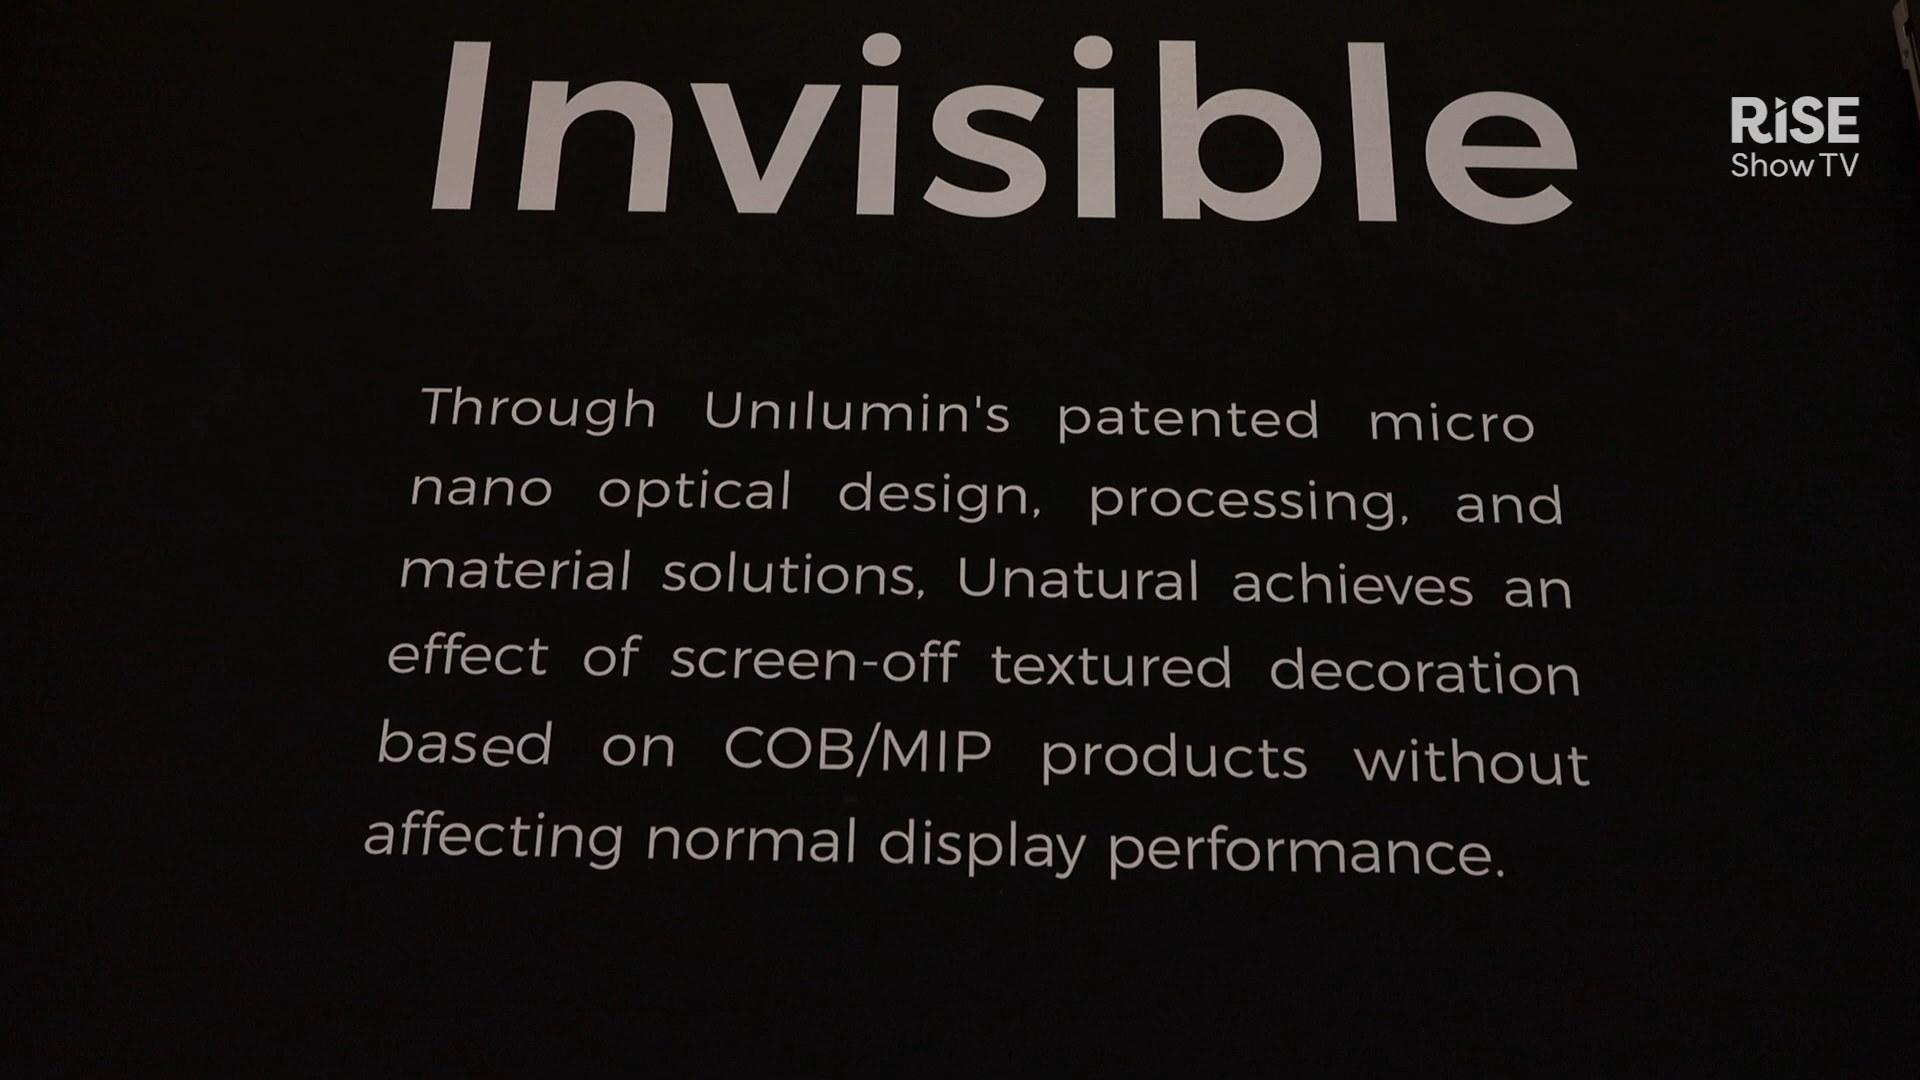 Invisible
RiSE
Show TV
Through Unilumin's patented micro
nano optical design, processing, and
material solutions, Unatural achieves an
effect of screen-off textured decoration
based on COB/MIP products without
affecting normal display performance.